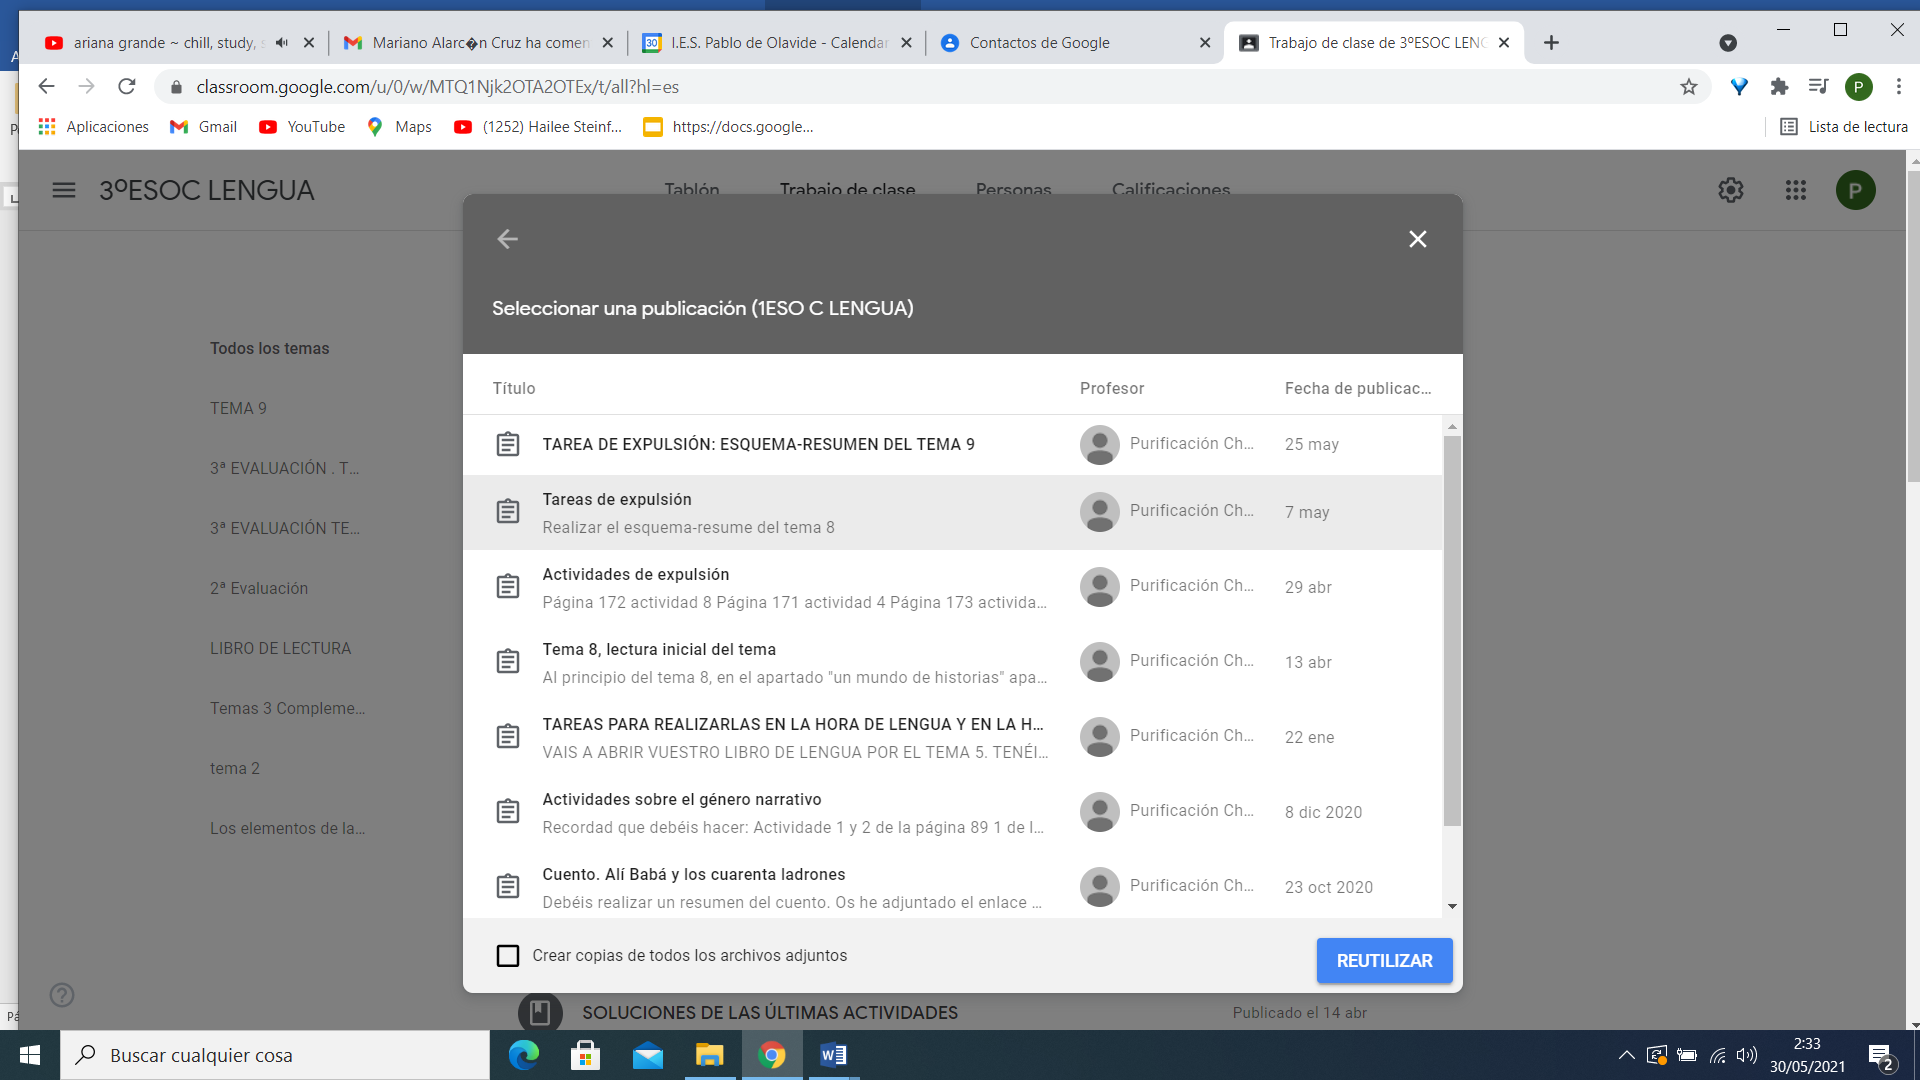 ariana grande ~ chill, study, s
Mariano Alarc�n Cruz ha comen
30
I.E.S. Pablo de Olavide - Calendar
Contactos de Google
Trabajo de clase de 3ºESOC LENG
classroom.google.com/u/0/w/MTQ1Njk2OTA2OTEx/t/all?hl=es
P
Aplicaciones
Gmail
YouTube
Maps
(1252) Hailee Steinf...
https://docs.google...
Lista de lectura
3ºESOC LENGUA
Tablón
Trabajo de clase
Personas
Calificaciones
P
Seleccionar una publicación (1ESO C LENGUA)
Todos los temas
TEMA 9
3ª EVALUACIÓN . T...
3ª EVALUACIÓN TE...
2ª Evaluación
LIBRO DE LECTURA
Temas 3 Compleme...
tema 2
Los elementos de la...
Título
Profesor
Fecha de publicac...
TAREA DE EXPULSIÓN: ESQUEMA-RESUMEN DEL TEMA 9
Purificación Ch...
25 may
Tareas de expulsión
Realizar el esquema-resume del tema 8
Purificación Ch...
7 may
Actividades de expulsión
Página 172 actividad 8 Página 171 actividad 4 Página 173 activida...
Purificación Ch...
29 abr
Tema 8, lectura inicial del tema
Al principio del tema 8, en el apartado "un mundo de historias" apa...
Purificación Ch...
13 abr
TAREAS PARA REALIZARLAS EN LA HORA DE LENGUA Y EN LA H...
VAIS A ABRIR VUESTRO LIBRO DE LENGUA POR EL TEMA 5. TENÉI...
Purificación Ch...
22 ene
Actividades sobre el género narrativo
Recordad que debéis hacer: Actividade 1 y 2 de la página 89 1 de l...
Purificación Ch...
8 dic 2020
Cuento. Alí Babá y los cuarenta ladrones
Debéis realizar un resumen del cuento. Os he adjuntado el enlace ...
Purificación Ch...
23 oct 2020
Crear copias de todos los archivos adjuntos
REUTILIZAR
SOLUCIONES DE LAS ÚLTIMAS ACTIVIDADES
Publicado el 14 abr
Buscar cualquier cosa
2:33
30/05/2021
2